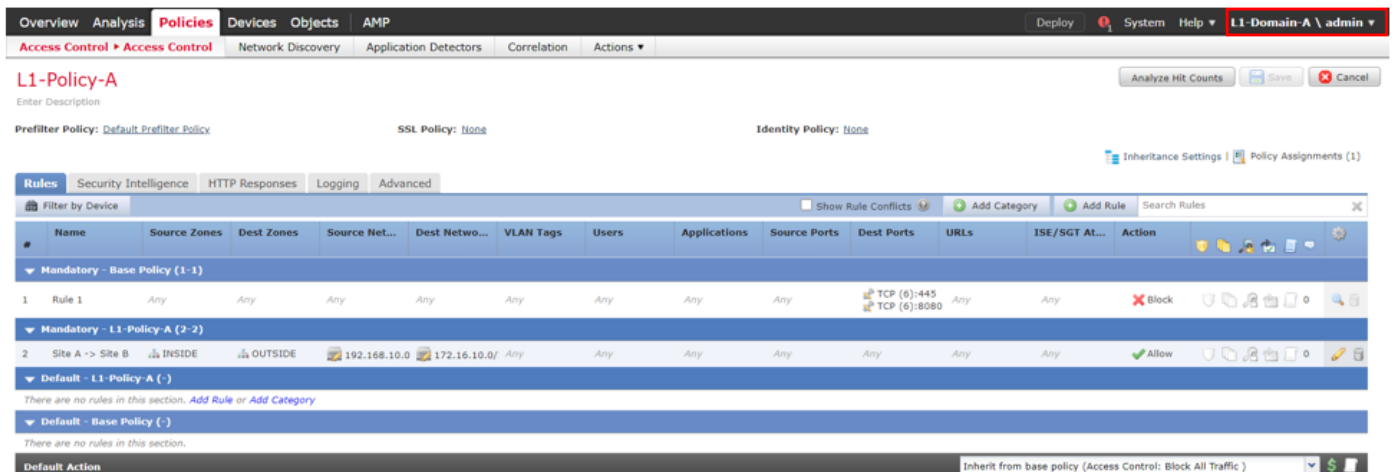 Overview Analysis Policies Devices Objects AMP Deploy 1 System Help ▾ L1-Domain-A \ admin ▾
Access Control ▸ Access Control Network Discovery Application Detectors Correlation Actions ▾
L1-Policy-A Analyze Hit Counts Save Cancel
Enter Description
Prefilter Policy: Default Prefilter Policy SSL Policy: None Identity Policy: None
Inheritance Settings | Policy Assignments (1)
Rules Security Intelligence HTTP Responses Logging Advanced
Filter by Device Show Rule Conflicts Add Category Add Rule Search Rules
# Name Source Zones Dest Zones Source Net... Dest Netwo... VLAN Tags Users Applications Source Ports Dest Ports URLs ISE/SGT At... Action
Mandatory - Base Policy (1-1)
1 Rule 1 Any Any Any Any Any Any Any Any TCP (6):445 Any Any Block 0
TCP (6):8080
Mandatory - L1-Policy-A (2-2)
2 Site A -> Site B INSIDE OUTSIDE 192.168.10.0 172.16.10.0/ Any Any Any Any Any Any Any Allow 0
Default - L1-Policy-A (-)
There are no rules in this section. Add Rule or Add Category
Default - Base Policy (-)
There are no rules in this section.
Default Action Inherit from base policy (Access Control: Block All Traffic ) $